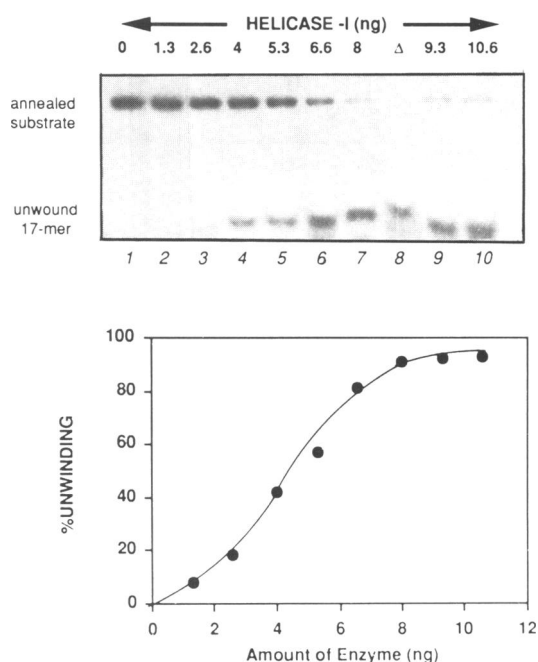 HELICASE -I (ng)
0 1.3 2.6 4 5.3 6.6 8 Δ 9.3 10.6
annealed
substrate
unwound
17-mer
1 2 3 4 5 6 7 8 9 10
100
80
60
40
20
0
%UNWINDING
0 2 4 6 8 10 12
Amount of Enzyme (ng)